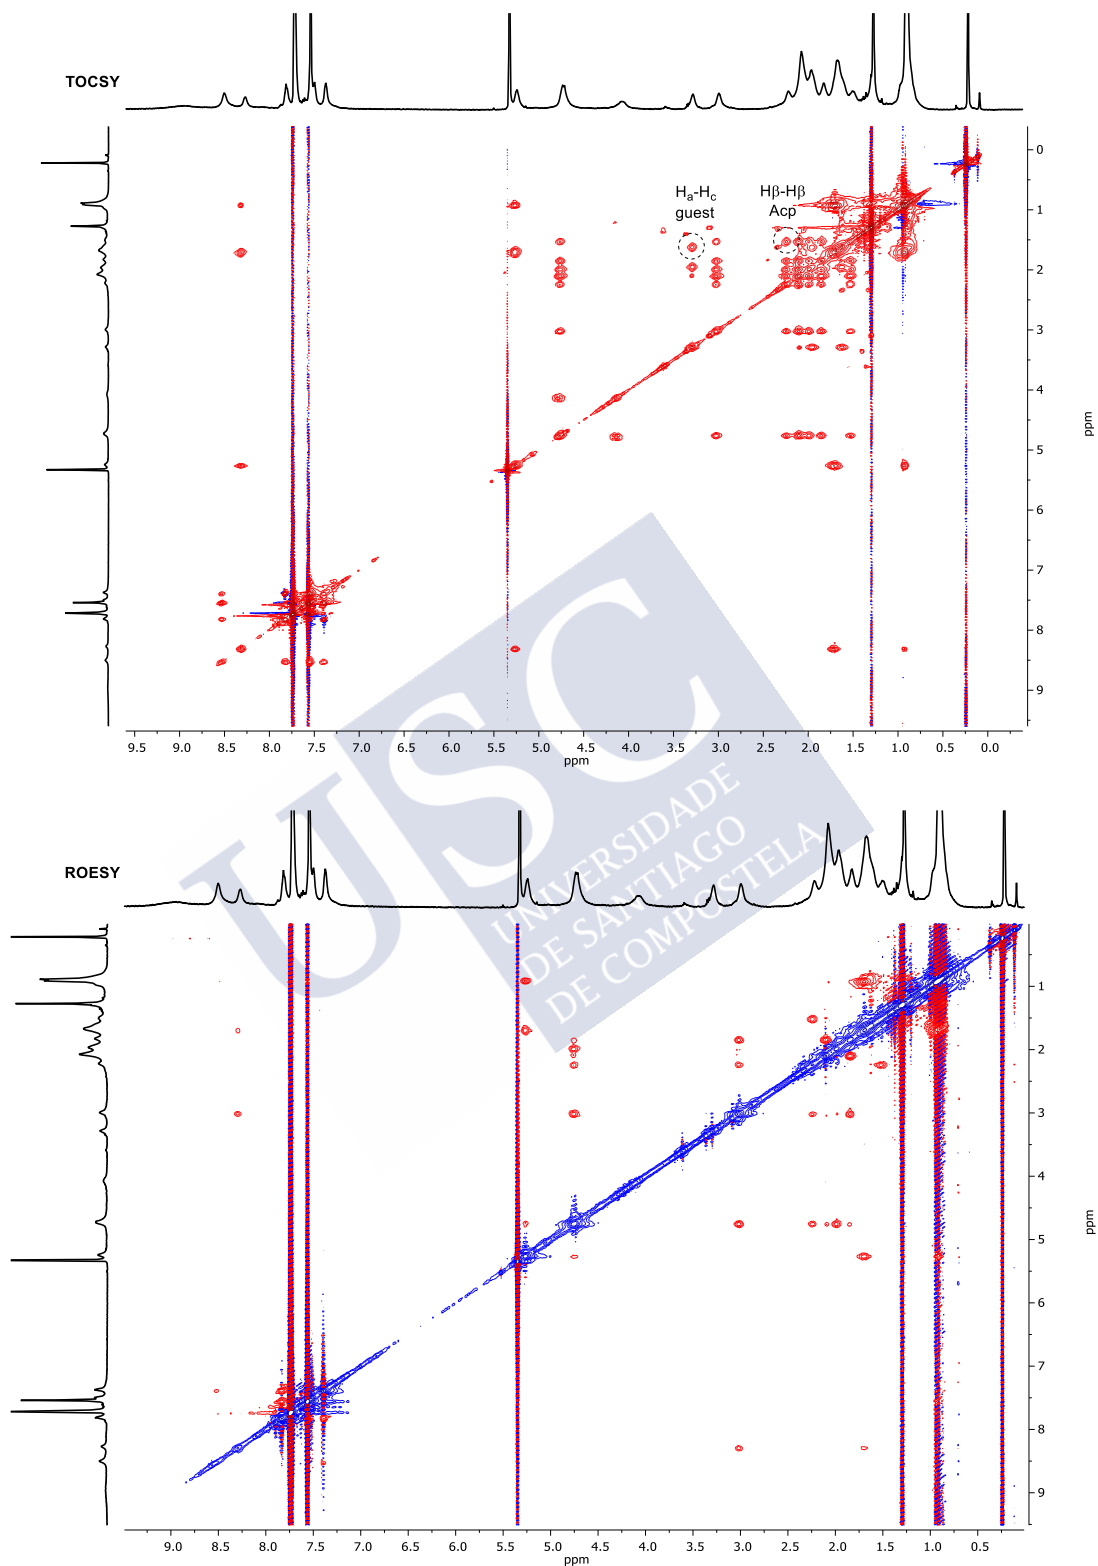 TOCSY
Ha-Hc
guest
Hβ-Hβ
Acp
0
1
2
3
4
5
6
7
8
9
ppm
9.5 9.0 8.5 8.0 7.5 7.0 6.5 6.0 5.5 5.0 4.5 4.0 3.5 3.0 2.5 2.0 1.5 1.0 0.5 0.0
ppm
USC
UNIVERSIDADE
DE SANTIAGO
DE COMPOSTELA
ROESY
1
2
3
4
5
6
7
8
9
ppm
9.0 8.5 8.0 7.5 7.0 6.5 6.0 5.5 5.0 4.5 4.0 3.5 3.0 2.5 2.0 1.5 1.0 0.5
ppm